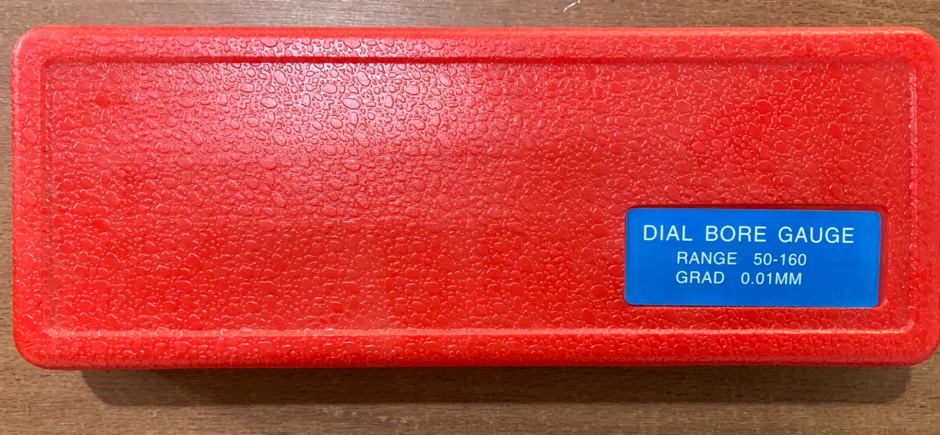 DIAL BORE GAUGE
RANGE 50-160
GRAD 0.01MM